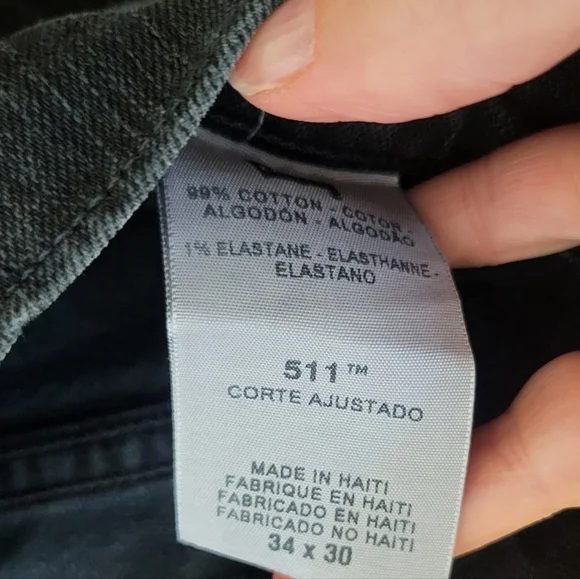 99% COTTON - COTON -
ALGODON - ALGODÃO
1% ELASTANE - ELASTHANNE -
ELASTANO
511™
CORTE AJUSTADO
MADE IN HAITI
FABRIQUE EN HAITI
FABRICADO EN HAITI
FABRICADO NO HAITI
34 x 30